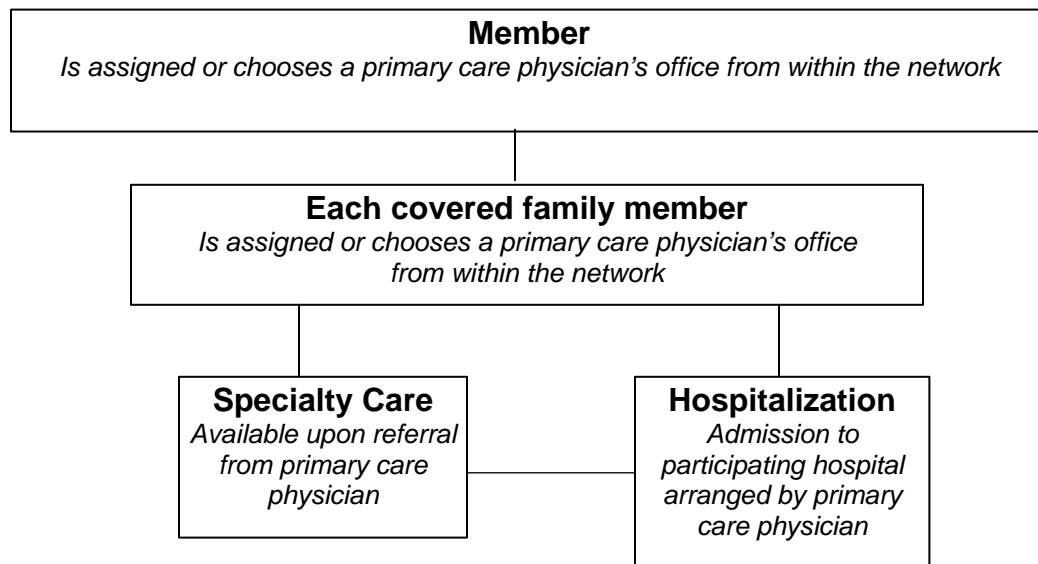 Member
Is assigned or chooses a primary care physician’s office from within the network
Each covered family member
Is assigned or chooses a primary care physician’s office
from within the network
Specialty Care
Available upon referral
from primary care
physician
Hospitalization
Admission to
participating hospital
arranged by primary
care physician